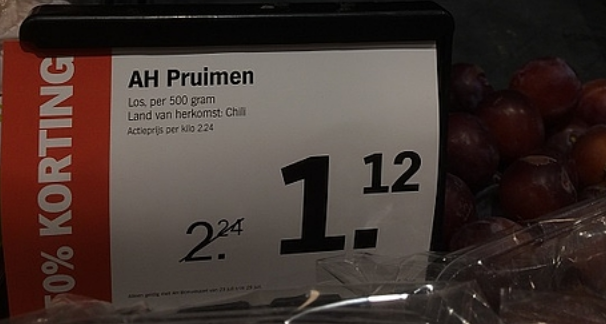 50% KORTING
AH Pruimen
Los, per 500 gram
Land van herkomst: Chili
Actieprijs per kilo 2.24
2.24
1.12